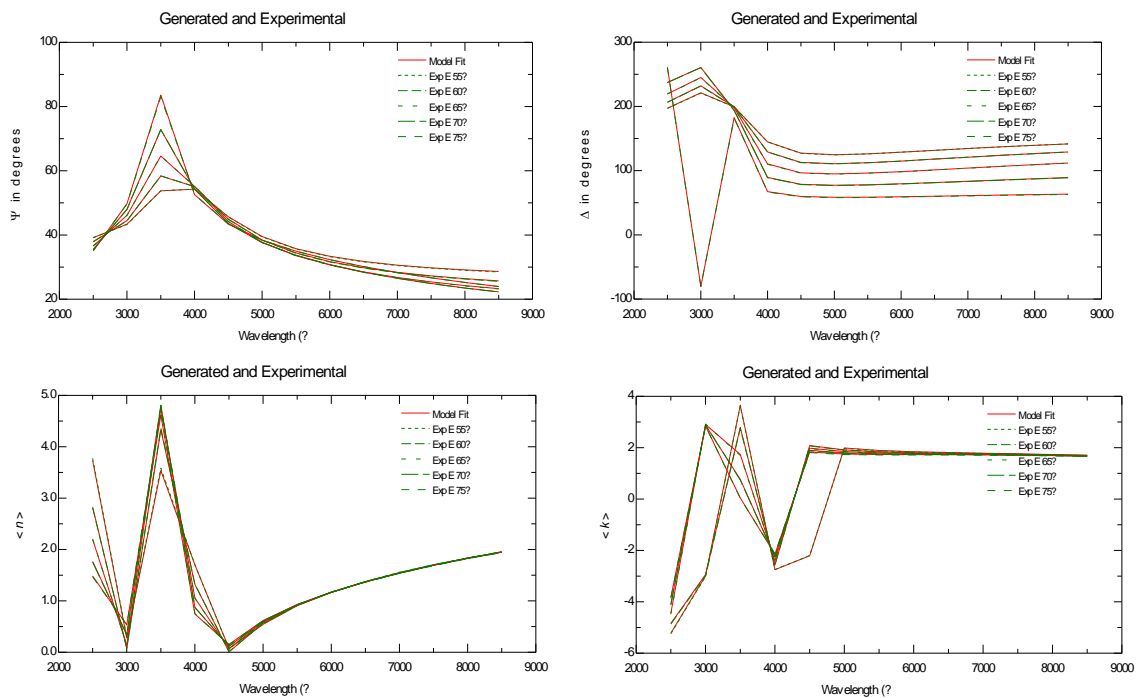 Generated and Experimental
100
80
60
40
20
Ψ in degrees
2000 3000 4000 5000 6000 7000 8000 9000
Wavelength (?
Model Fit
Exp E 55?
Exp E 60?
Exp E 65?
Exp E 70?
Exp E 75?
Generated and Experimental
300
200
100
0
-100
Δ in degrees
2000 3000 4000 5000 6000 7000 8000 9000
Wavelength (?
Model Fit
Exp E 55?
Exp E 60?
Exp E 65?
Exp E 70?
Exp E 75?
Generated and Experimental
5.0
4.0
3.0
2.0
1.0
0.0
< n >
2000 3000 4000 5000 6000 7000 8000 9000
Wavelength (?
Model Fit
Exp E 55?
Exp E 60?
Exp E 65?
Exp E 70?
Exp E 75?
Generated and Experimental
4
2
0
-2
-4
-6
< k >
2000 3000 4000 5000 6000 7000 8000 9000
Wavelength (?
Model Fit
Exp E 55?
Exp E 60?
Exp E 65?
Exp E 70?
Exp E 75?